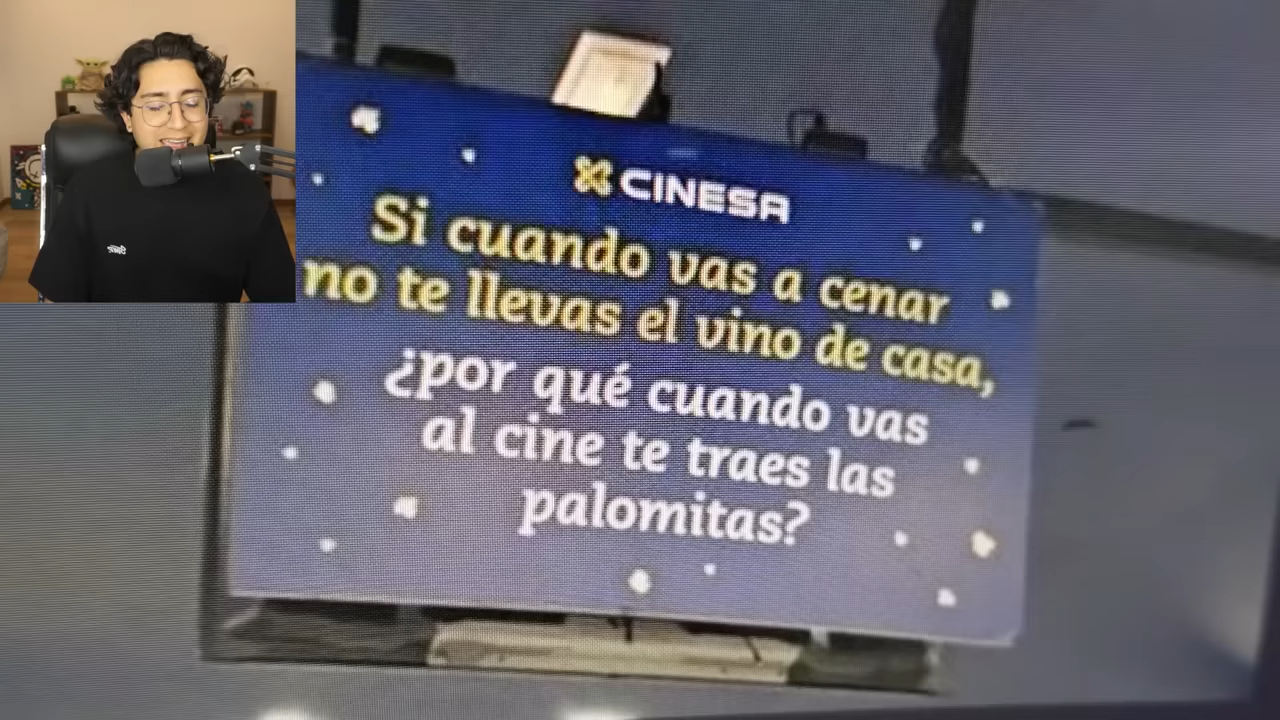 CINESA
Si cuando vas a cenar
no te llevas el vino de casa,
¿por qué cuando vas
al cine te traes las
palomitas?